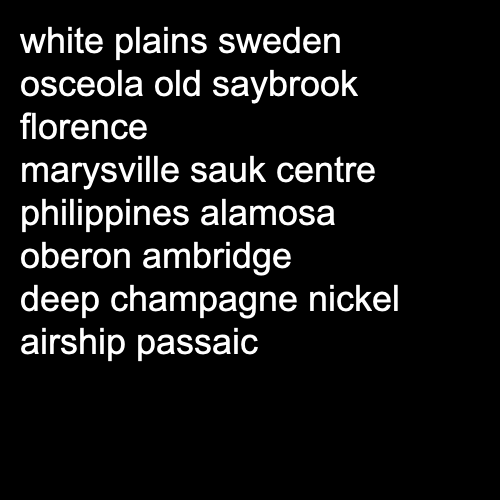 white plains sweden
osceola old saybrook
florence
marysville sauk centre
philippines alamosa
oberon ambridge
deep champagne nickel
airship passaic